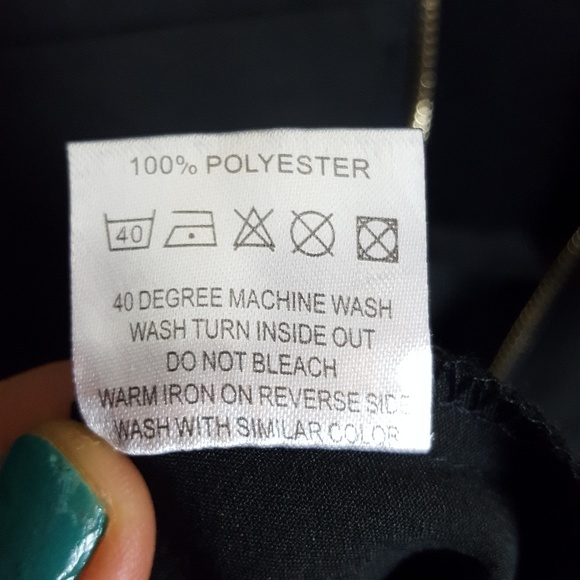 100% POLYESTER
40
40 DEGREE MACHINE WASH
WASH TURN INSIDE OUT
DO NOT BLEACH
WARM IRON ON REVERSE SIDE
WASH WITH SIMILAR COLOR